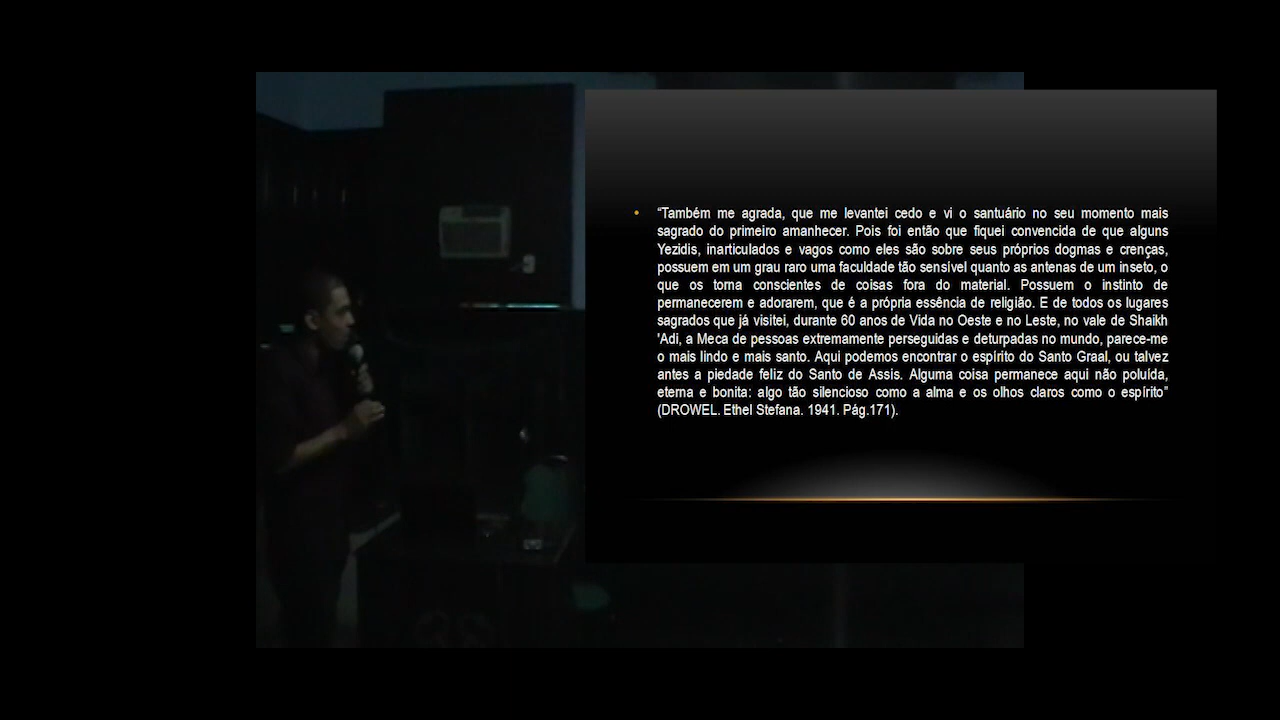 • “Também me agrada, que me levantei cedo e vi o santuário no seu momento mais
sagrado do primeiro amanhecer. Pois foi então que fiquei convencida de que alguns
Yezidis, inarticulados e vagos como eles são sobre seus próprios dogmas e crenças,
possuem em um grau raro uma faculdade tão sensível quanto as antenas de um inseto, o
que os torna conscientes de coisas fora do material. Possuem o instinto de
permanecerem e adorarem, que é a própria essência de religião. E de todos os lugares
sagrados que já visitei, durante 60 anos de Vida no Oeste e no Leste, no vale de Shaikh
'Adi, a Meca de pessoas extremamente perseguidas e deturpadas no mundo, parece-me
o mais lindo e mais santo. Aqui podemos encontrar o espírito do Santo Graal, ou talvez
antes a piedade feliz do Santo de Assis. Alguma coisa permanece aqui não poluída,
eterna e bonita: algo tão silencioso como a alma e os olhos claros como o espírito”
(DROWEL. Ethel Stefana. 1941. Pág.171).